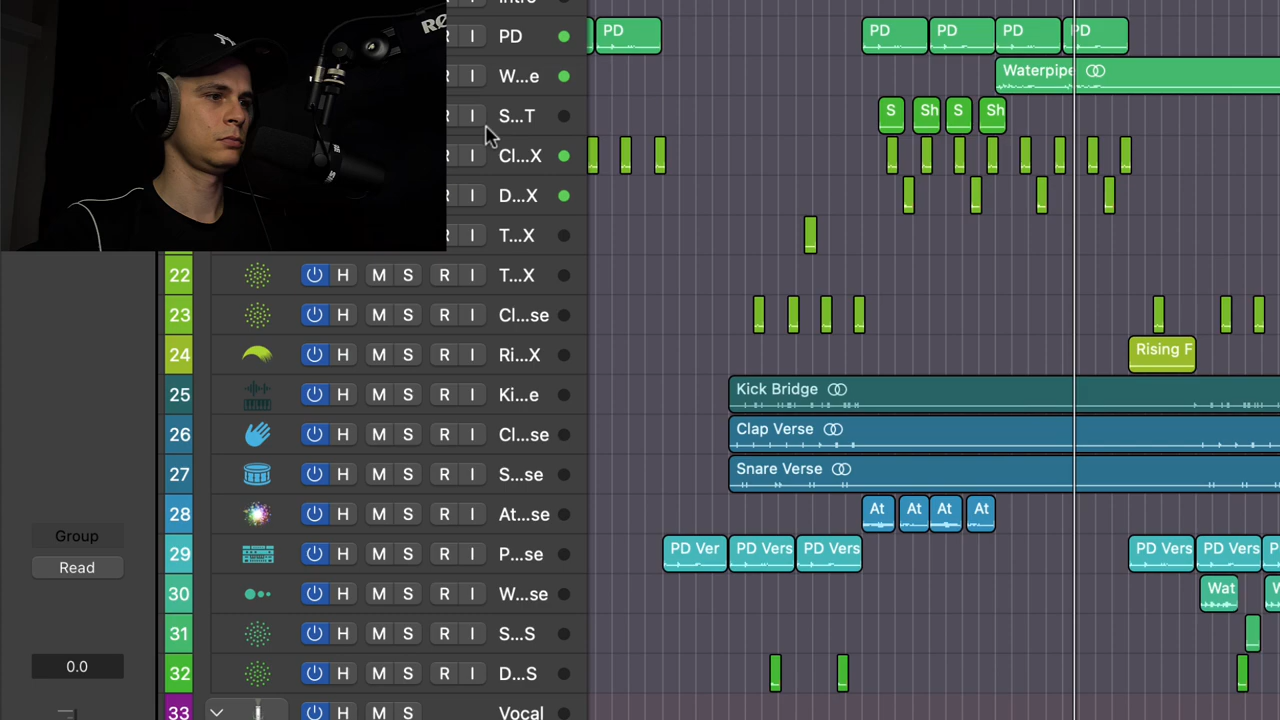 RØ
I PD PD PD PD PD PD
I W...e Waterpipe
I S...T S Sh S Sh
R I Cl...X
R I D...X
R I T...X
22 H M S R I T...X
23 H M S R I Cl...se
24 H M S R I Ri...X Rising F
25 H M S R I Ki...e Kick Bridge
26 H M S R I Cl...se Clap Verse
27 H M S R I S...se Snare Verse
28 H M S R I At...se At At At At
Group
29 H M S R I P...se PD Ver PD Vers PD Vers PD Vers PD Vers P
Read
30 H M S R I W...se Wat W
31 H M S R I S...S
0.0
32 H M S R I D...S
33 H M S Vocal